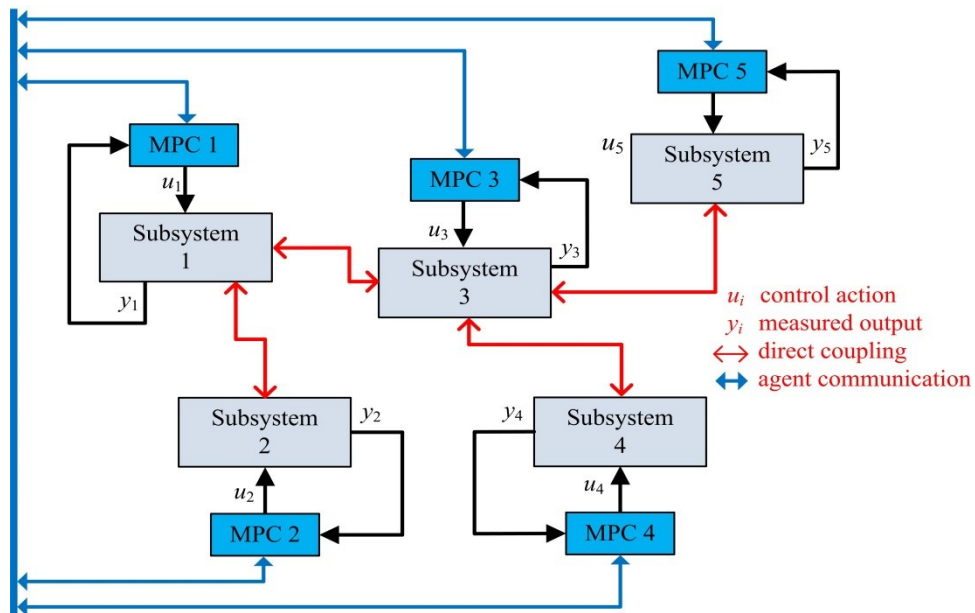 MPC 5
MPC 1
u₅
Subsystem
5
y₅
MPC 3
u₁
Subsystem
1
u₃
y₃
Subsystem
3
y₁
uᵢ control action
yᵢ measured output
direct coupling
agent communication
Subsystem
2
y₂
y₄
Subsystem
4
u₂
u₄
MPC 2
MPC 4